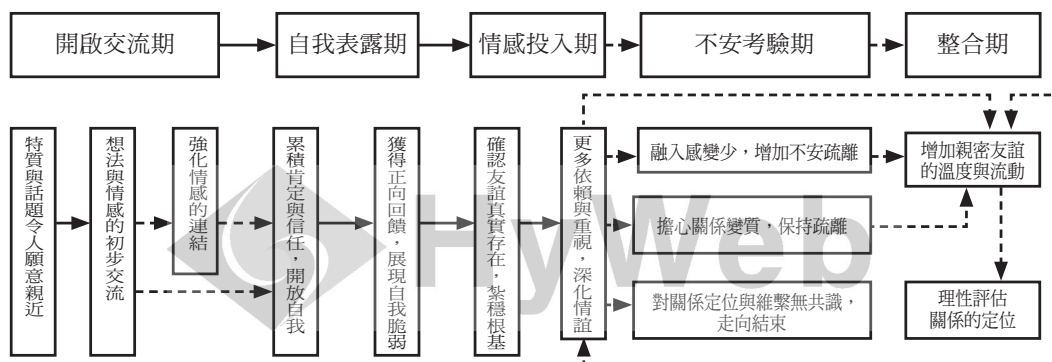 開啟交流期
自我表露期
情感投入期
不安考驗期
整合期
特質與話題令人願意親近
想法與情感的初步交流
強化情感的連結
累積肯定與信任，開放自我
獲得正向回饋，展現自我脆弱
確認友誼真實存在，紮穩根基
更多依賴與重視，深化情誼
融入感變少，增加不安疏離
擔心關係變質，保持疏離
對關係定位與維繫無共識，
走向結束
增加親密友誼
的溫度與流動
理性評估
關係的定位
HyWeb